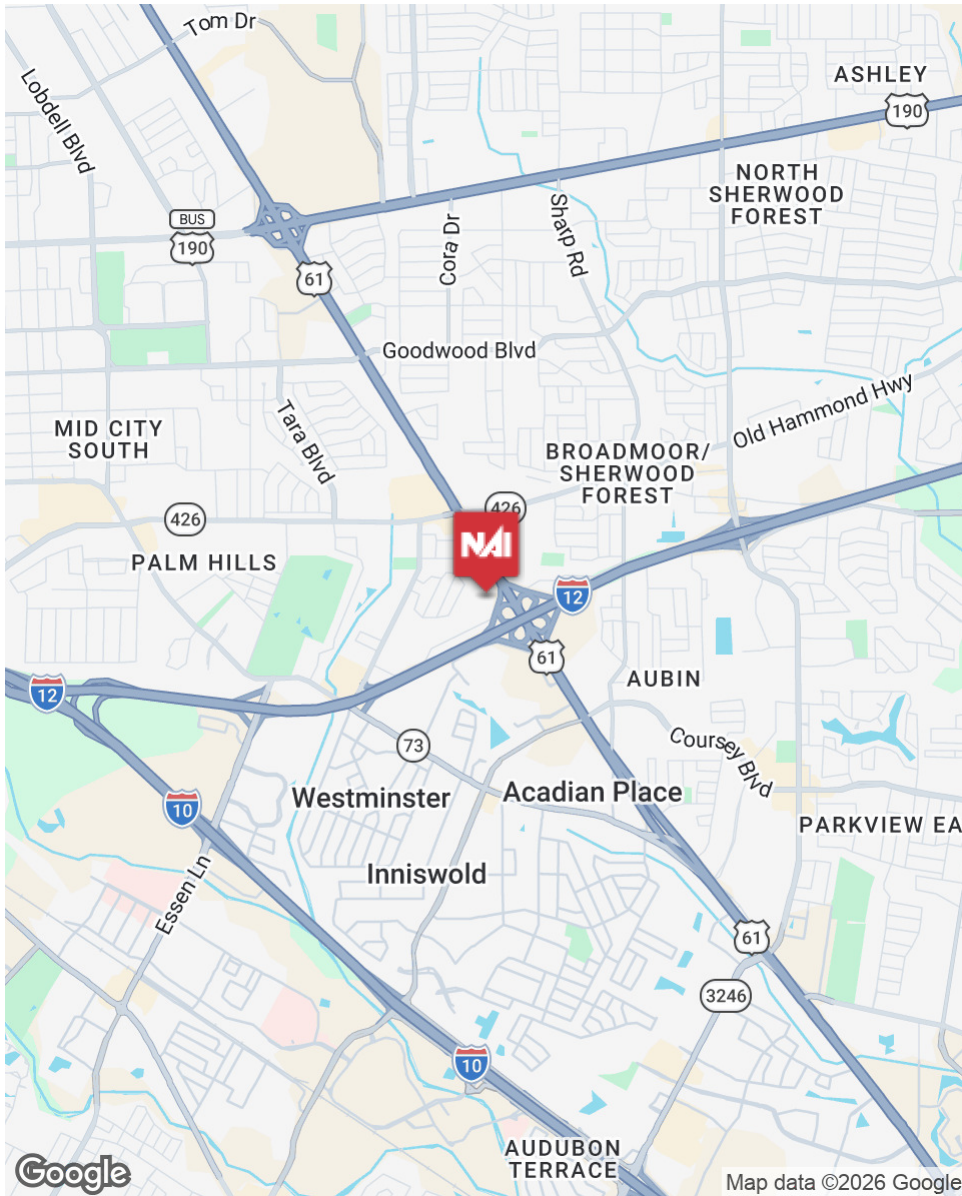 Tom Dr
Lobdell Blvd
ASHLEY
190
NORTH
SHERWOOD
FOREST
BUS
190
61
Cora Dr
Sharp Rd
Goodwood Blvd
Old Hammond Hwy
MID CITY
SOUTH
Tara Blvd
BROADMOOR/
SHERWOOD
FOREST
426
426
NAI
PALM HILLS
12
61
AUBIN
12
73
Coursey Blvd
10
Westminster
Acadian Place
PARKVIEW EA
Inniswold
Essen Ln
61
3246
10
AUDUBON
TERRACE
Google
Map data ©2026 Google